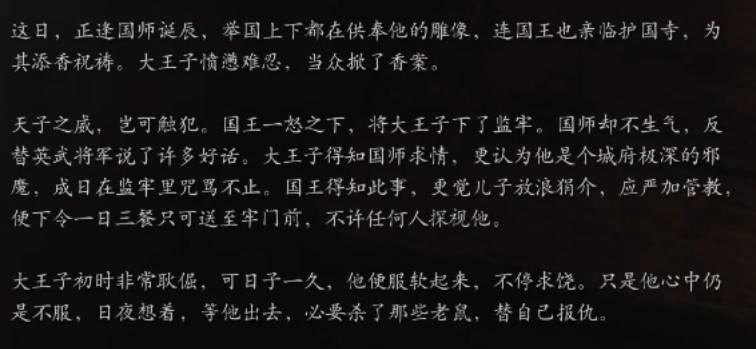 这日，正逢国师诞辰，举国上下都在供奉他的雕像，连国王也亲临护国寺，为
其添香祝祷。大王子愤懑难忍，当众掀了香案。
天子之威，岂可触犯。国王一怒之下，将大王子下了监牢。国师却不生气，反
替英武将军说了许多好话。大王子得知国师求情，更认为他是个城府极深的邪
魔，成日在监牢里咒骂不止。国王得知此事，更觉儿子放浪狷介，应严加管教，
便下令一日三餐只可送至牢门前，不许任何人探视他。
大王子初时非常耿倔，可日子一久，他便服软起来，不停求饶。只是他心中仍
是不服，日夜想着，等他出去，必要杀了那些老鼠，替自己报仇。